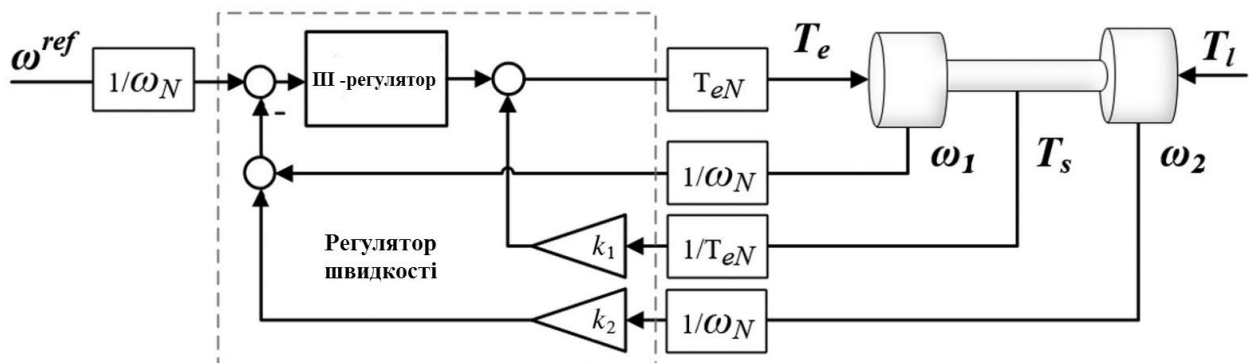 ω^ref
1/ω_N
ПІ -регулятор
-
T_eN
T_e
T_l
ω_1
T_s
ω_2
1/ω_N
Регулятор
швидкості
k_1
1/T_eN
k_2
1/ω_N